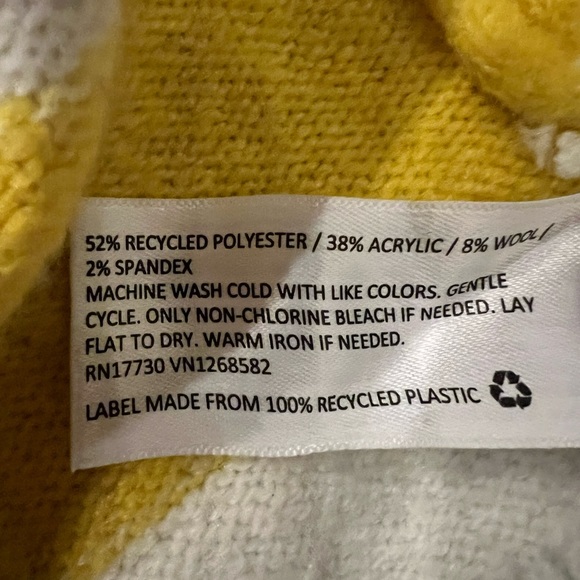 52% RECYCLED POLYESTER / 38% ACRYLIC / 8% WOOL /
2% SPANDEX
MACHINE WASH COLD WITH LIKE COLORS. GENTLE
CYCLE. ONLY NON-CHLORINE BLEACH IF NEEDED. LAY
FLAT TO DRY. WARM IRON IF NEEDED.
RN17730 VN1268582
LABEL MADE FROM 100% RECYCLED PLASTIC